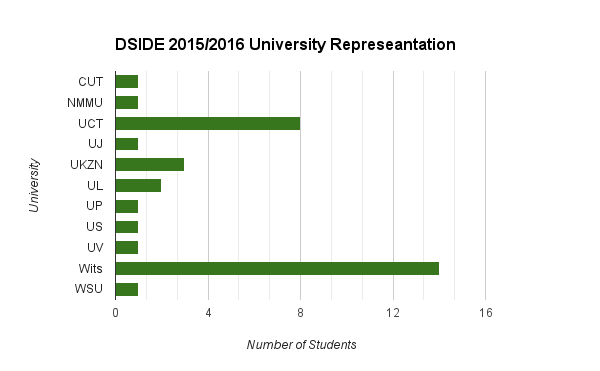 DSIDE 2015/2016 University Represeantation
CUT
NMMU
UCT
UJ
UKZN
UL
UP
US
UV
Wits
WSU
University
0 4 8 12 16
Number of Students